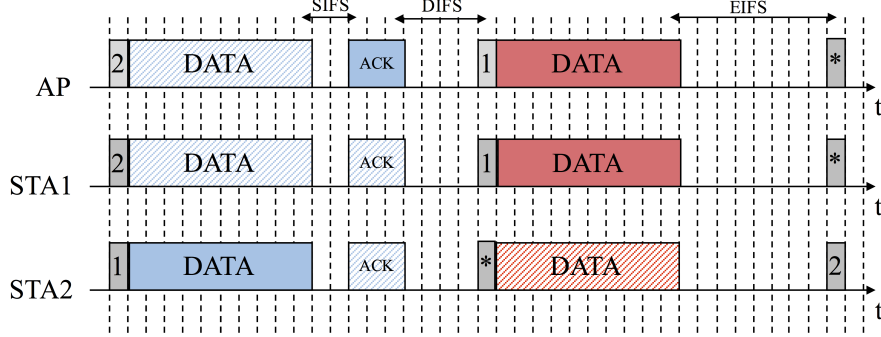 SIFS DIFS EIFS
AP 2 DATA ACK 1 DATA *
t
STA1 2 DATA ACK 1 DATA *
t
STA2 1 DATA ACK * DATA 2
t